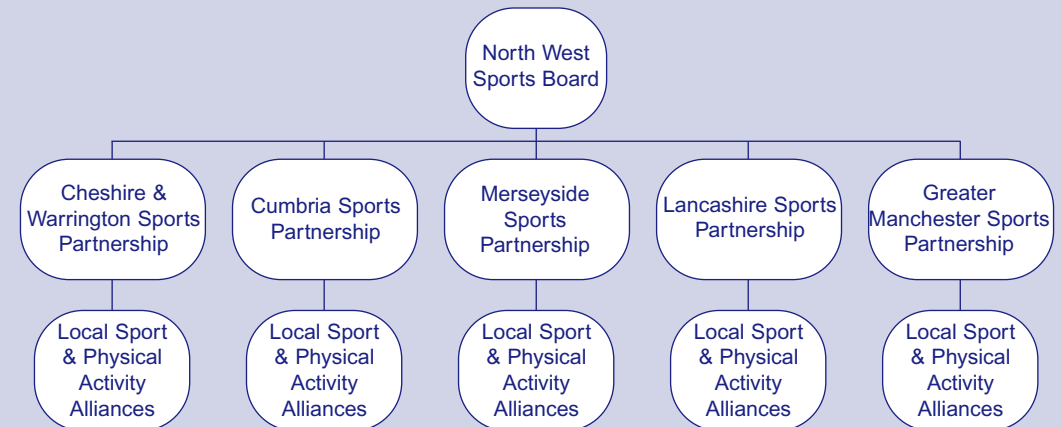 North West
Sports Board
Cheshire &
Warrington Sports
Partnership
Cumbria Sports
Partnership
Merseyside
Sports
Partnership
Lancashire Sports
Partnership
Greater
Manchester Sports
Partnership
Local Sport
& Physical
Activity
Alliances
Local Sport
& Physical
Activity
Alliances
Local Sport
& Physical
Activity
Alliances
Local Sport
& Physical
Activity
Alliances
Local Sport
& Physical
Activity
Alliances